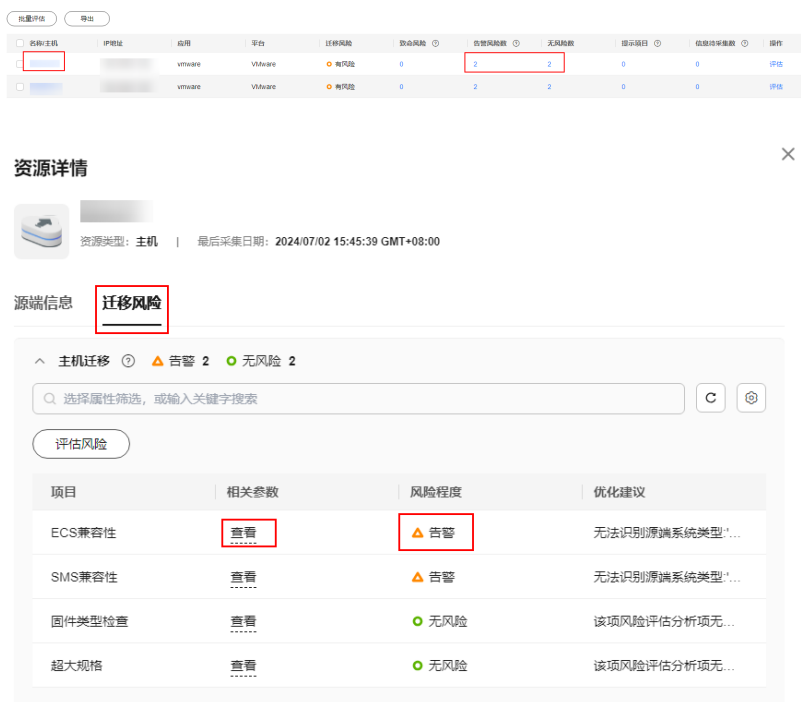 批量评估 导出
名称/主机 IP地址 应用 平台 迁移风险 致命风险 告警风险数 无风险数 提示项目 信息待采集数 操作
vmware VMware 有风险 0 2 2 0 0 评估
vmware VMware 有风险 0 2 2 0 0 评估
资源详情
资源类型: 主机 | 最后采集日期: 2024/07/02 15:45:39 GMT+08:00
源端信息 迁移风险
主机迁移 告警 2 无风险 2
选择属性筛选，或输入关键字搜索
评估风险
项目 相关参数 风险程度 优化建议
ECS兼容性 查看 告警 无法识别源端系统类型:'...
SMS兼容性 查看 告警 无法识别源端系统类型:'...
固件类型检查 查看 无风险 该项风险评估分析项无...
超大规格 查看 无风险 该项风险评估分析项无...